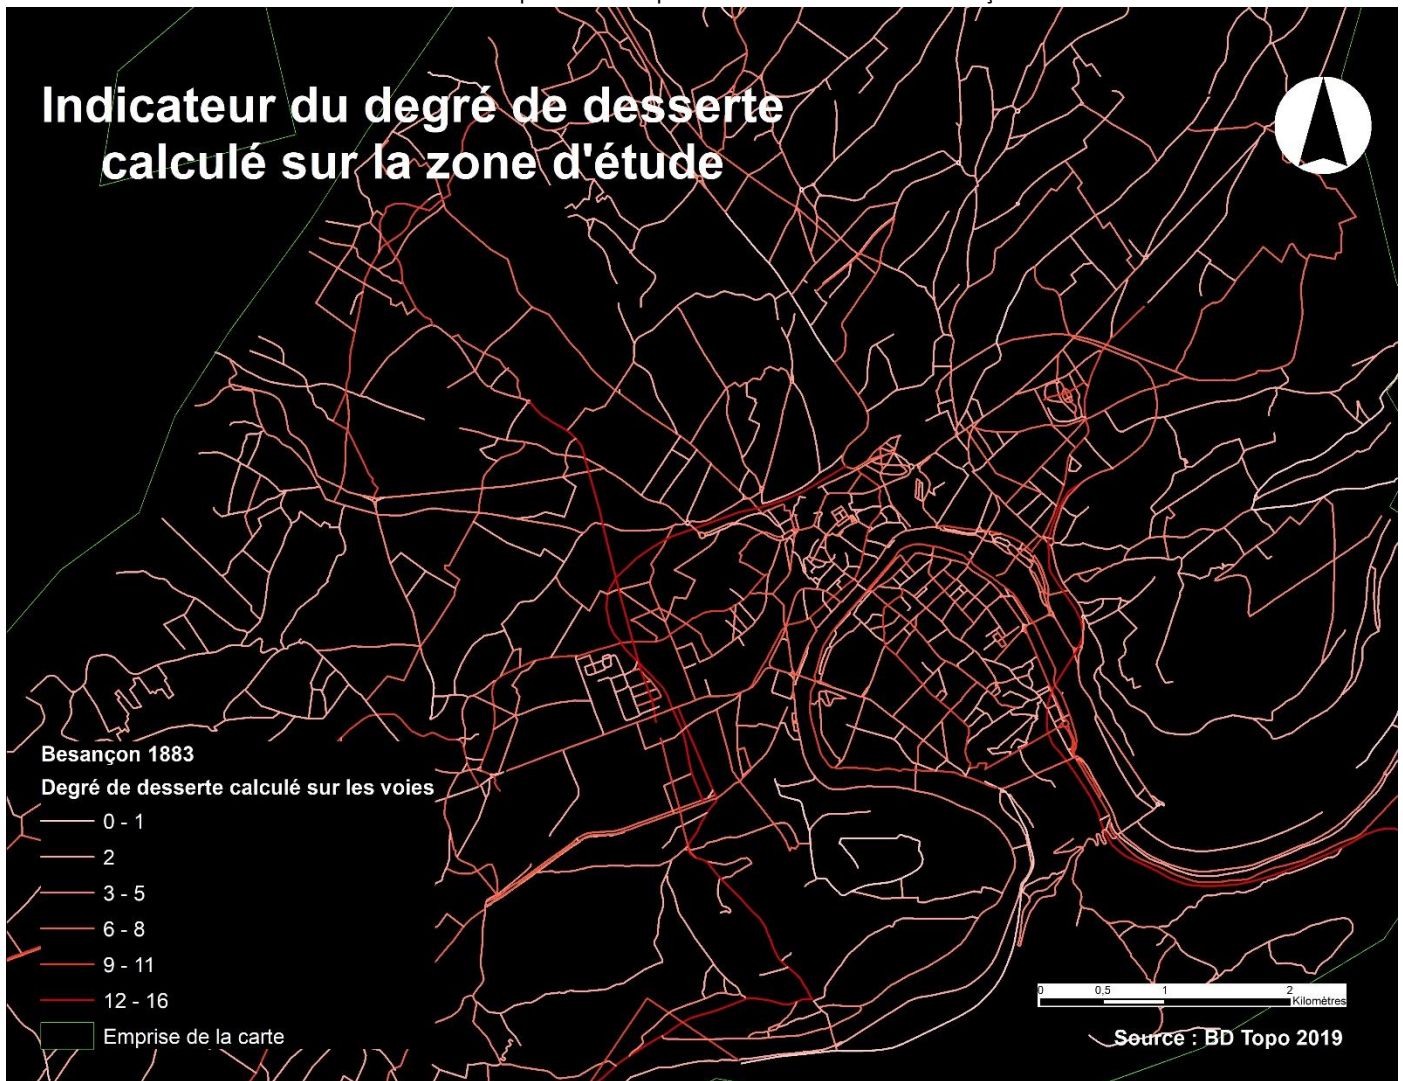 Indicateur du degré de desserte
calculé sur la zone d'étude
Besançon 1883
Degré de desserte calculé sur les voies
0 - 1
2
3 - 5
6 - 8
9 - 11
12 - 16
Emprise de la carte
0 0,5 1 2
Kilomètres
Source : BD Topo 2019